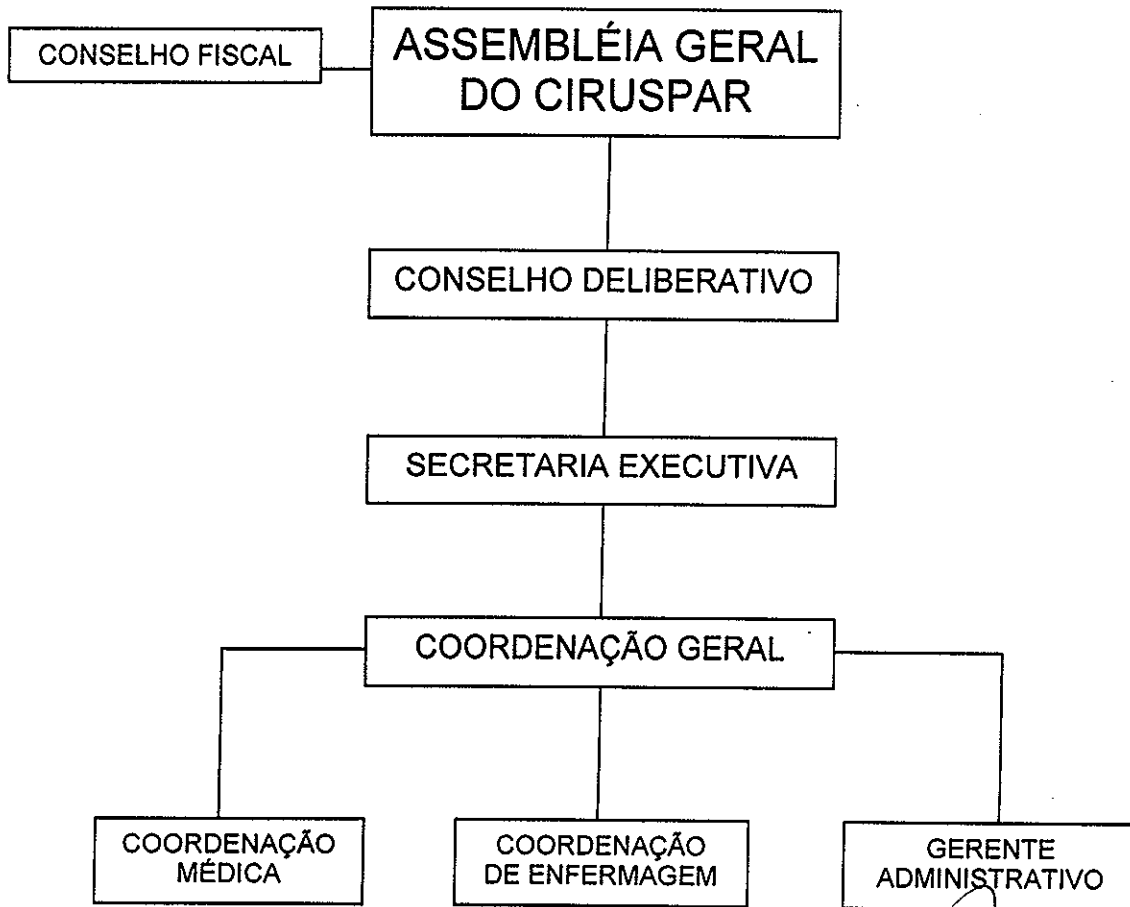 CONSELHO FISCAL
ASSEMBLÉIA GERAL
DO CIRUSPAR
CONSELHO DELIBERATIVO
SECRETARIA EXECUTIVA
COORDENAÇÃO GERAL
COORDENAÇÃO
MÉDICA
COORDENAÇÃO
DE ENFERMAGEM
GERENTE
ADMINISTRATIVO